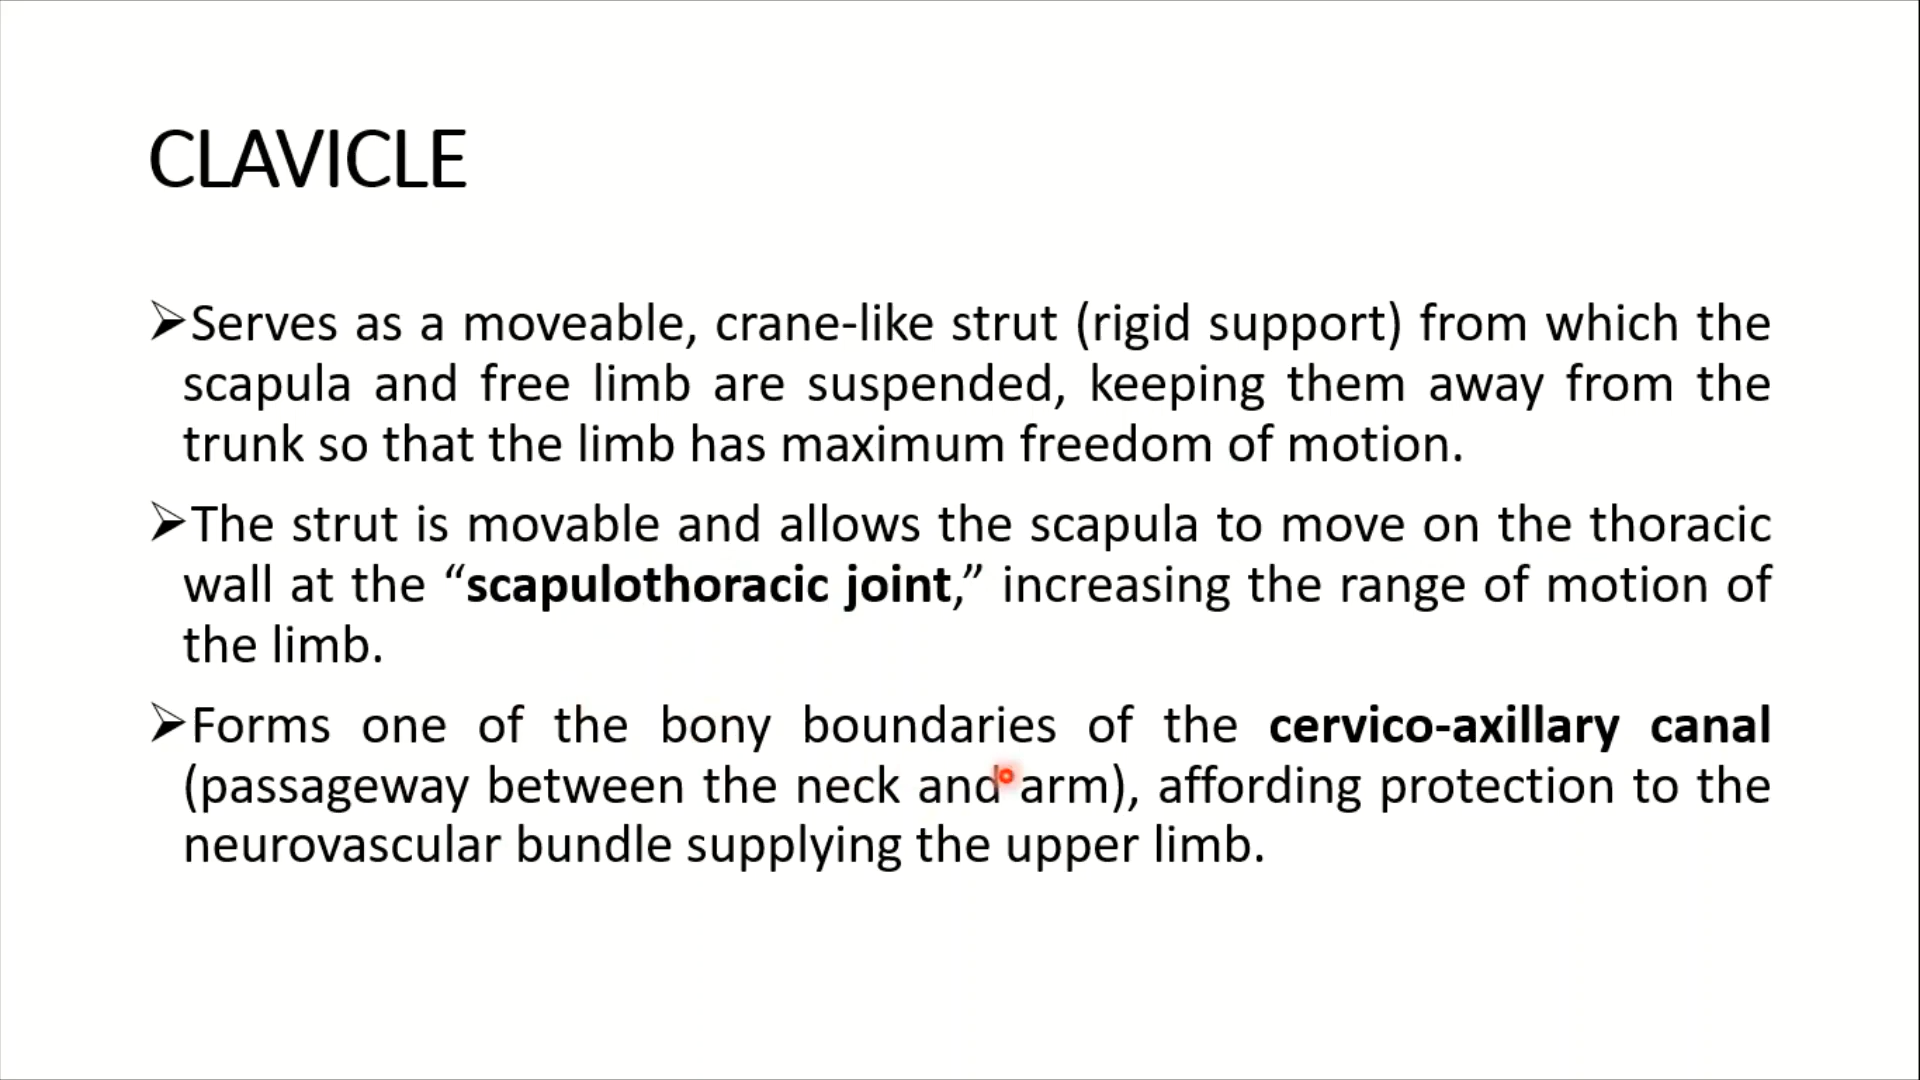 CLAVICLE
➢Serves as a moveable, crane-like strut (rigid support) from which the
scapula and free limb are suspended, keeping them away from the
trunk so that the limb has maximum freedom of motion.
➢The strut is movable and allows the scapula to move on the thoracic
wall at the “scapulothoracic joint,” increasing the range of motion of
the limb.
➢Forms one of the bony boundaries of the cervico-axillary canal
(passageway between the neck and arm), affording protection to the
neurovascular bundle supplying the upper limb.